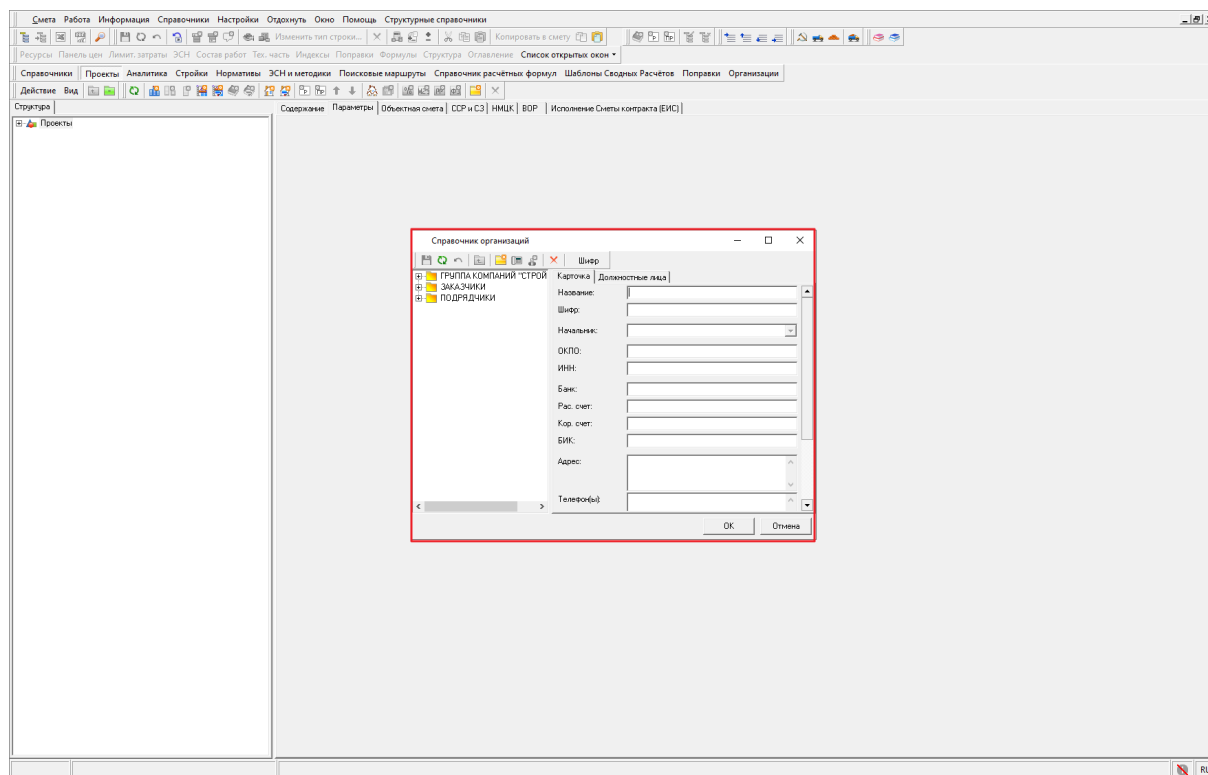 Смета Работа Информация Справочники Настройки Отдохнуть Окно Помощь Структурные справочники
Изменить тип строки... Копировать в смету
Ресурсы Панель цен Лимит. затраты ЭСН Состав работ Тех. часть Индексы Поправки Формулы Структура Оглавление Список открытых окон
Справочники Проекты Аналитика Стройки Нормативы ЭСН и методики Поисковые маршруты Справочник расчётных формул Шаблоны Сводных Расчётов Поправки Организации
Действие Вид
Структура Содержание Параметры Объектная смета ССР и СЗ НМЦК ВОР Исполнение Сметы контракта (ЕИС)
Проекты
Справочник организаций
Шифр
ГРУППА КОМПАНИЙ "СТРОЙ
ЗАКАЗЧИКИ
ПОДРЯДЧИКИ
Карточка Должностные лица
Название:
Шифр:
Начальник:
ОКПО:
ИНН:
Банк:
Рас. счет:
Кор. счет:
БИК:
Адрес:
Телефон(ы):
ОК Отмена